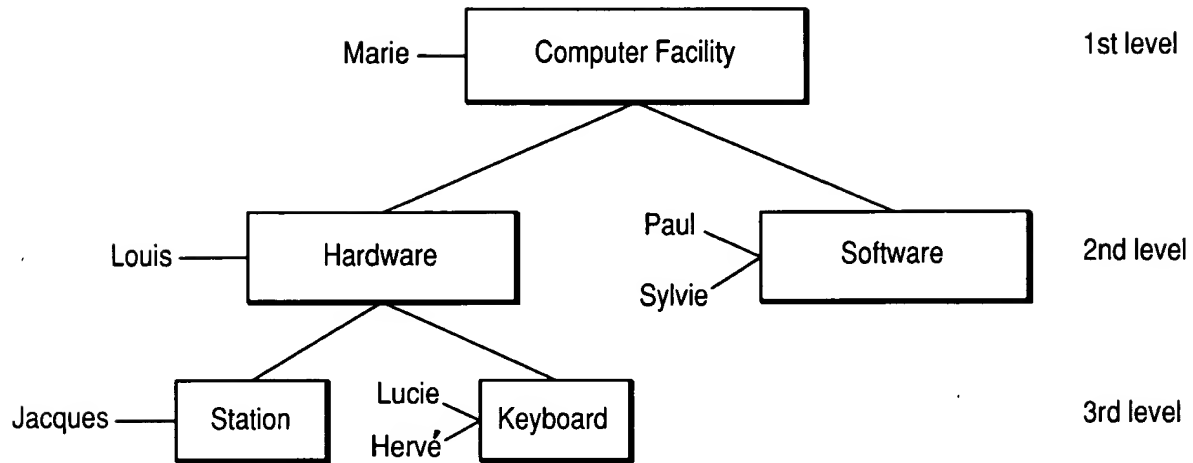 Marie
Computer Facility
1st level
Louis
Hardware
Paul
Sylvie
Software
2nd level
Jacques
Station
Lucie
Hervé
Keyboard
3rd level